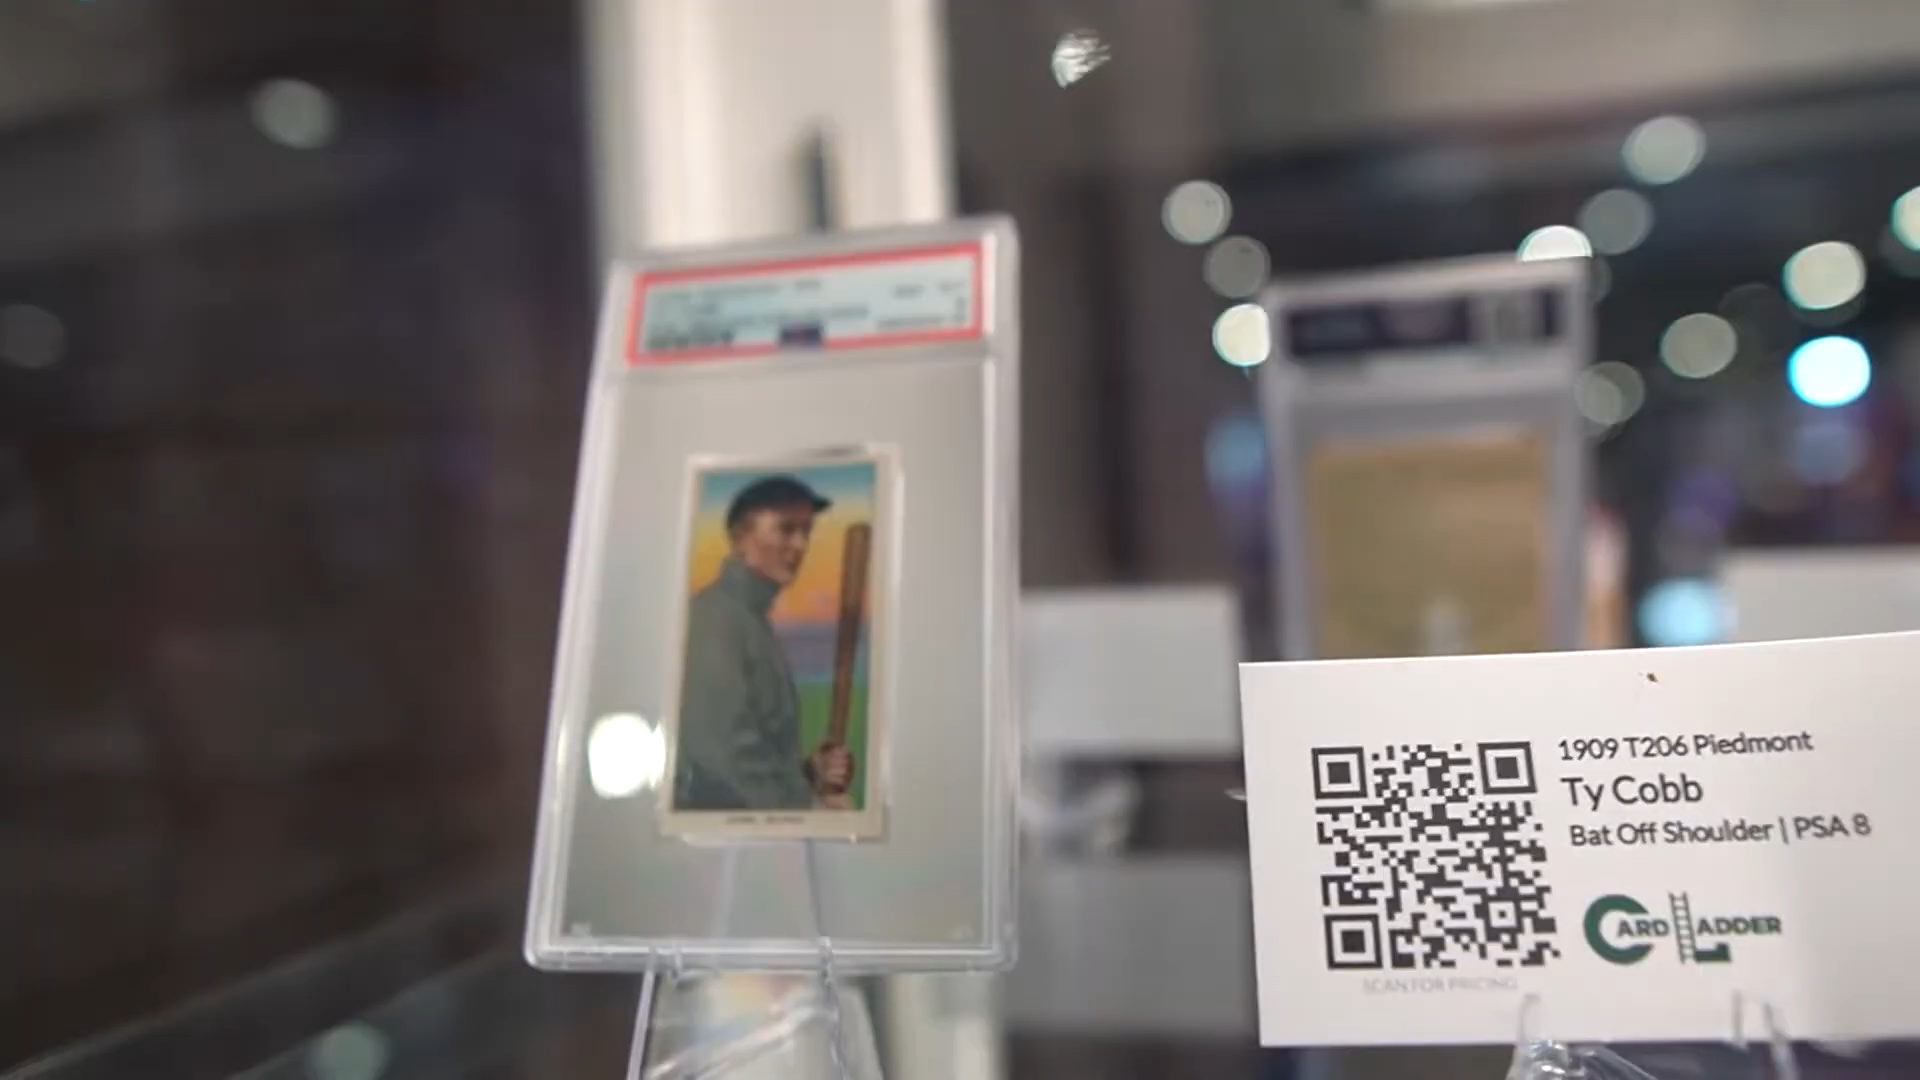 1909 T206 Piedmont
Ty Cobb
Bat Off Shoulder | PSA 8
CARD LADDER
SCAN FOR PRICING